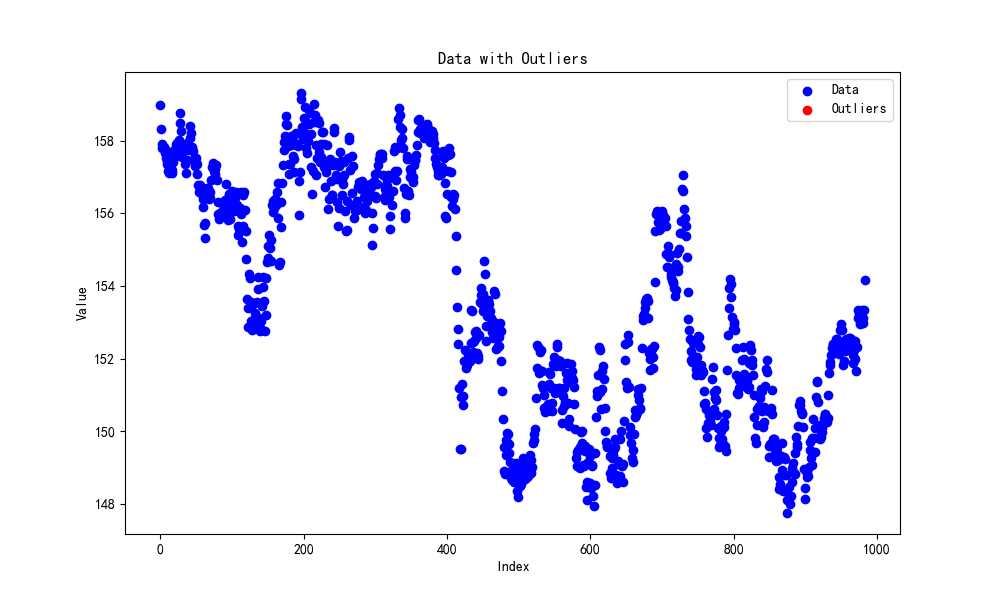 Data with Outliers
Data
Outliers
158
156
154
152
150
148
Value
0 200 400 600 800 1000
Index